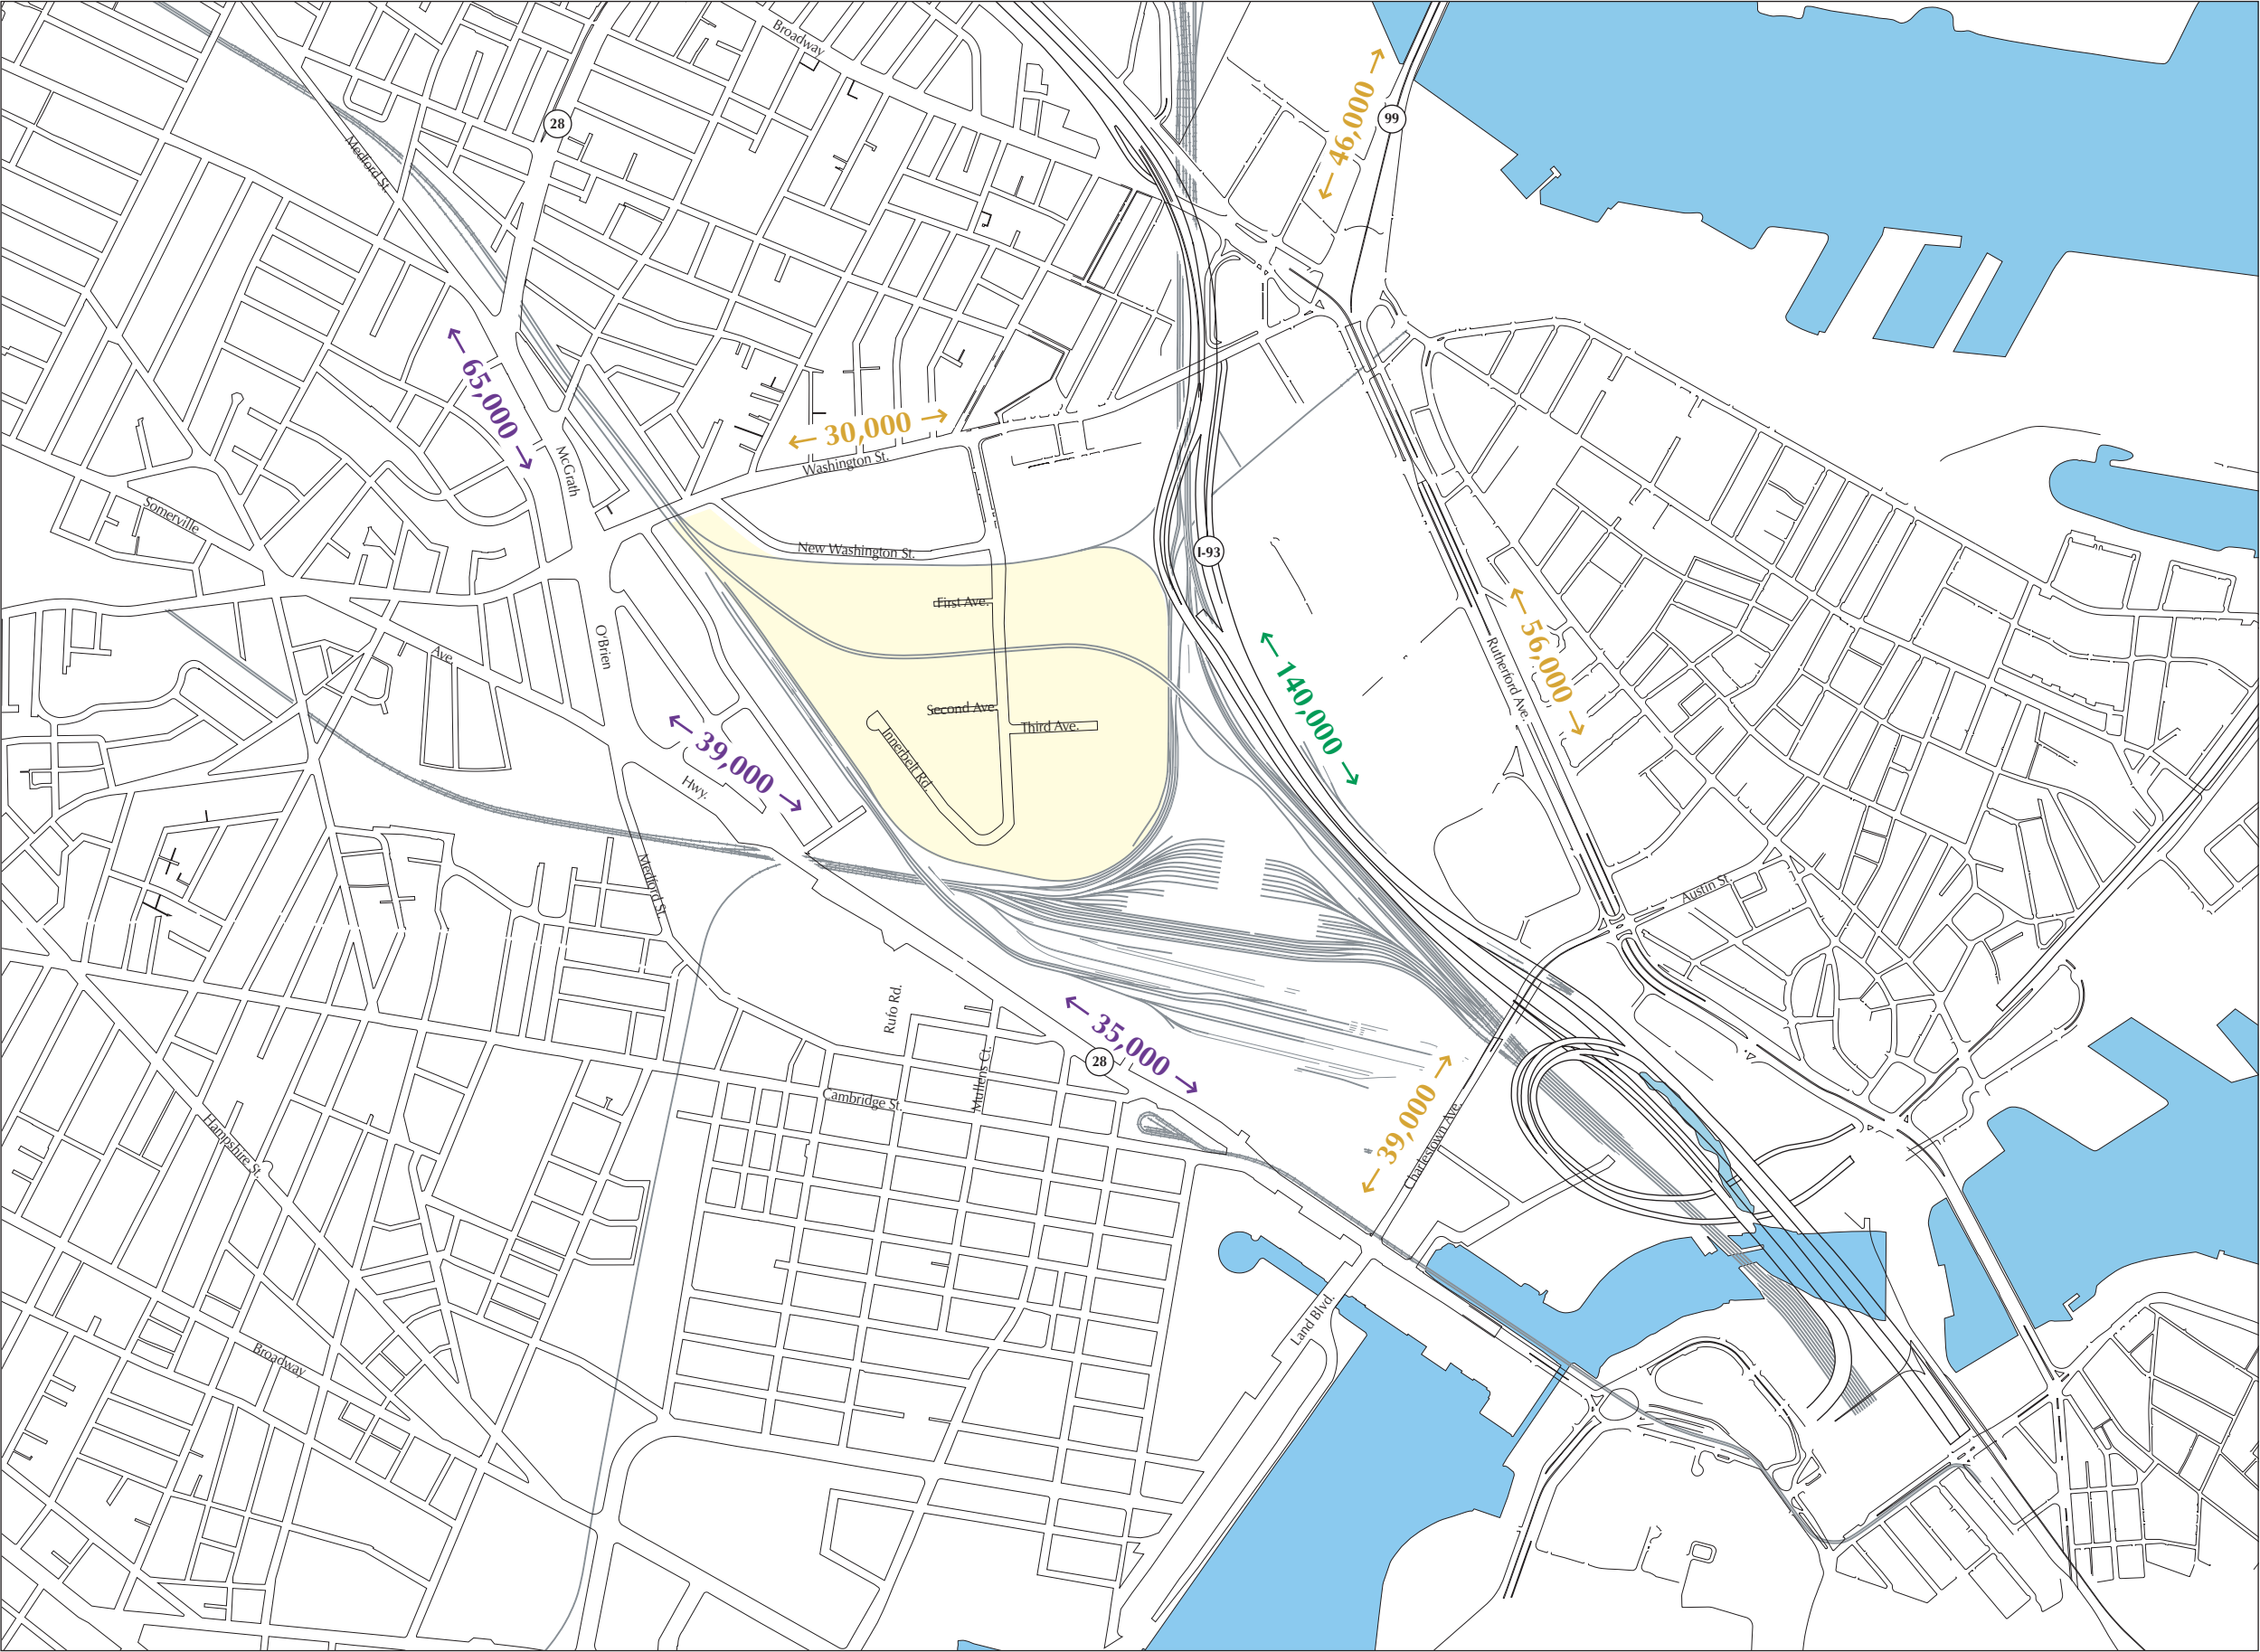 Broadway
46,000
99
28
Medford St.
65,000
30,000
Washington St.
McGrath
Somerville
New Washington St.
I-93
First Ave.
56,000
O'Brien
Ave.
140,000
Rutherford Ave.
Second Ave.
Third Ave.
Innerbelt Rd.
39,000
Hwy.
Medford St.
Austin St.
Rufo Rd.
35,000
28
Mullens Ct.
Cambridge St.
39,000
Charlestown Ave.
Hampshire St.
Land Blvd.
Broadway